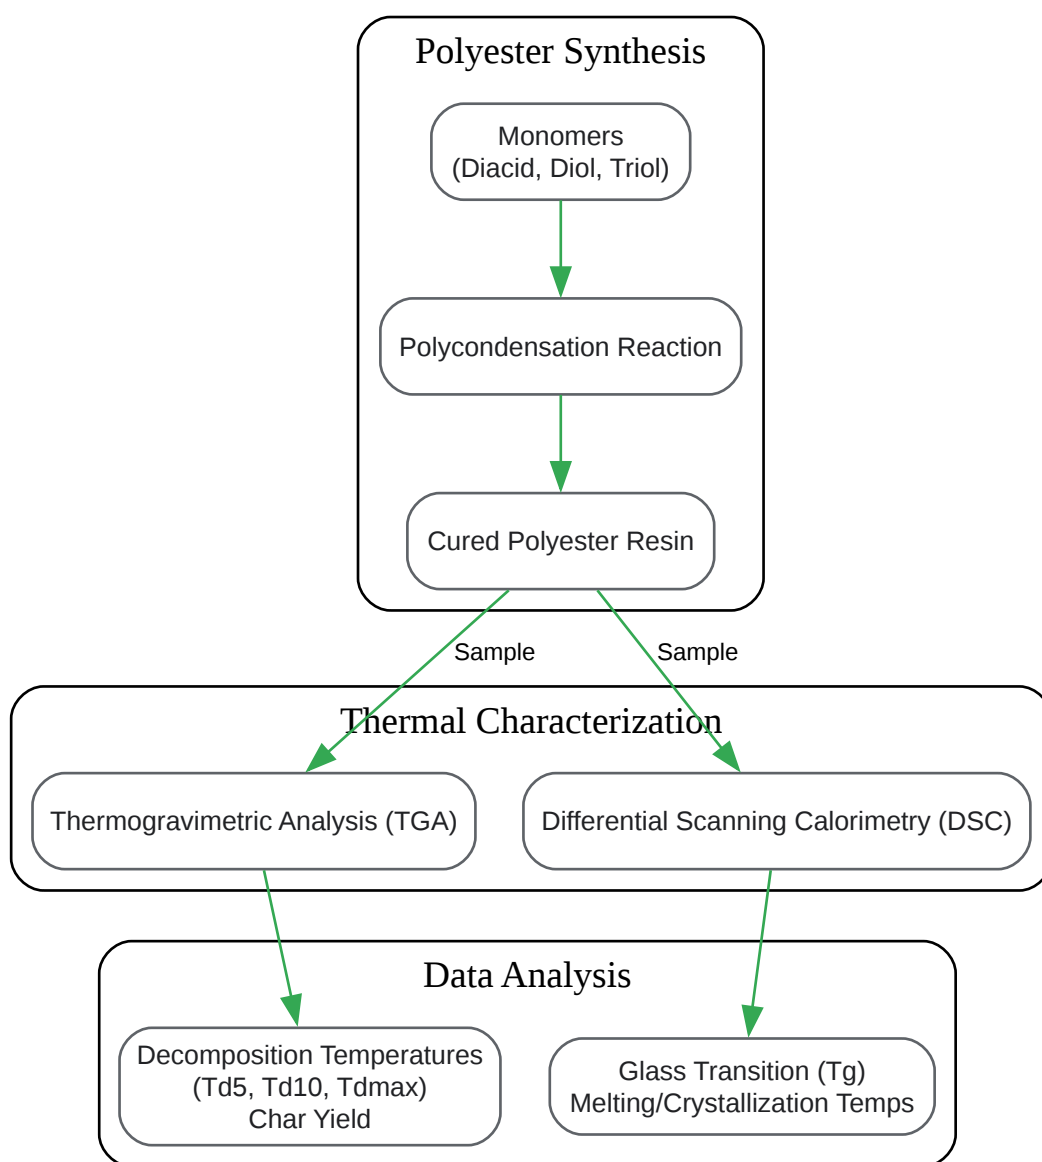 Polyester Synthesis
Monomers
(Diacid, Diol, Triol)
Polycondensation Reaction
Cured Polyester Resin
Sample
Sample
Thermal Characterization
Thermogravimetric Analysis (TGA)
Differential Scanning Calorimetry (DSC)
Data Analysis
Decomposition Temperatures
(Td5, Td10, Tdmax)
Char Yield
Glass Transition (Tg)
Melting/Crystallization Temps